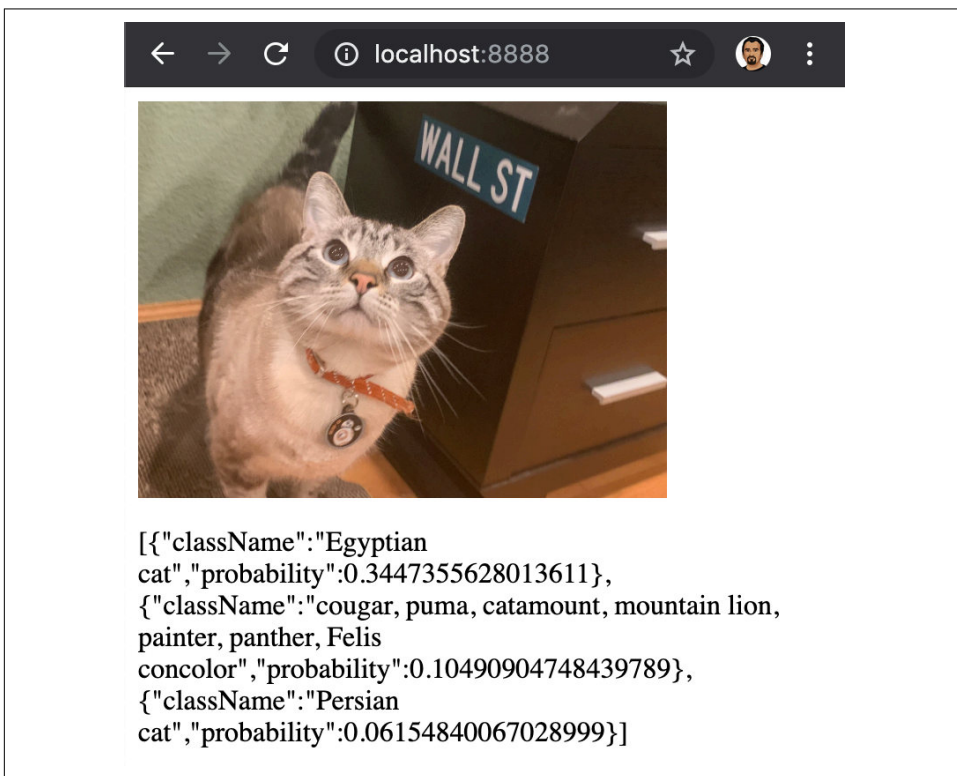 localhost:8888
WALL ST
[{"className":"Egyptian
cat","probability":0.3447355628013611},
{"className":"cougar, puma, catamount, mountain lion,
painter, panther, Felis
concolor","probability":0.10490904748439789},
{"className":"Persian
cat","probability":0.06154840067028999}]